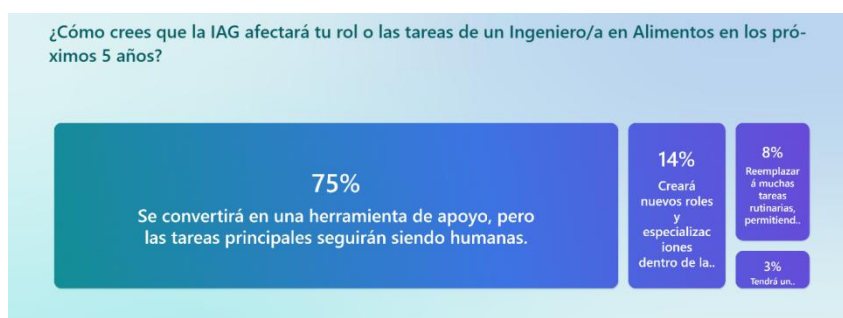 ¿Cómo crees que la IAG afectará tu rol o las tareas de un Ingeniero/a en Alimentos en los pró-
ximos 5 años?
75%
Se convertirá en una herramienta de apoyo, pero
las tareas principales seguirán siendo humanas.
14%
Creará
nuevos roles
y
especializac
iones
dentro de la..
8%
Reemplazar
á muchas
tareas
rutinarias,
permitiend..
3%
Tendrá un..